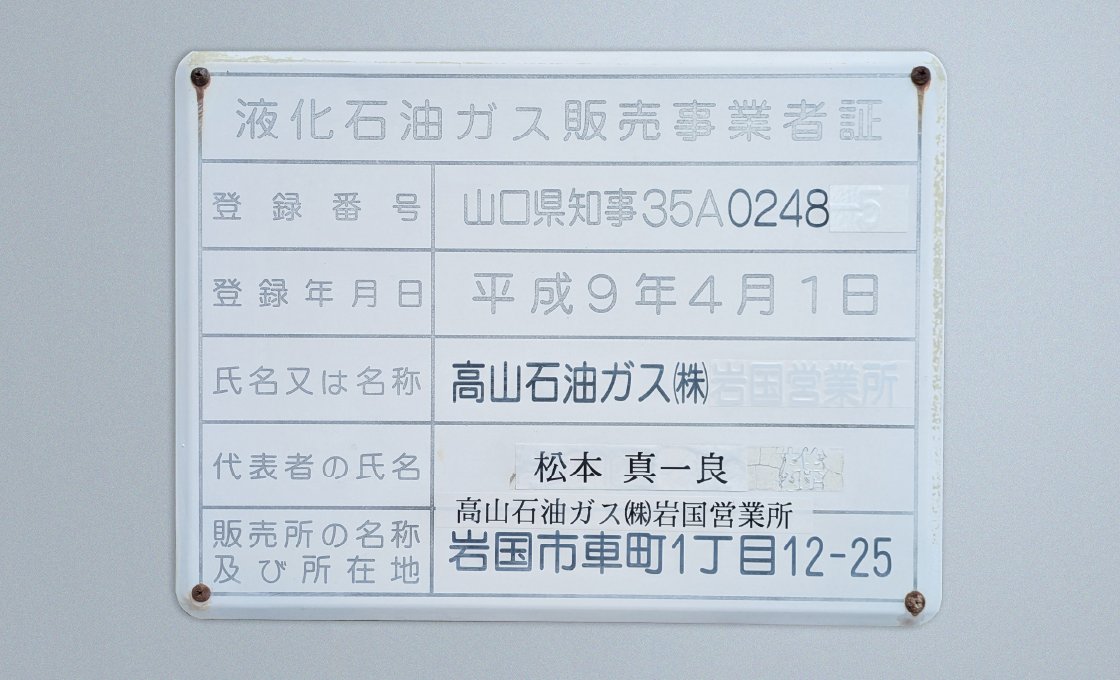 液化石油ガス販売事業者証
登録番号 山口県知事35A0248
登録年月日 平成9年4月1日
氏名又は名称 高山石油ガス㈱岩国営業所
代表者の氏名 松本 真一良
販売所の名称及び所在地 高山石油ガス㈱岩国営業所
岩国市車町1丁目12-25